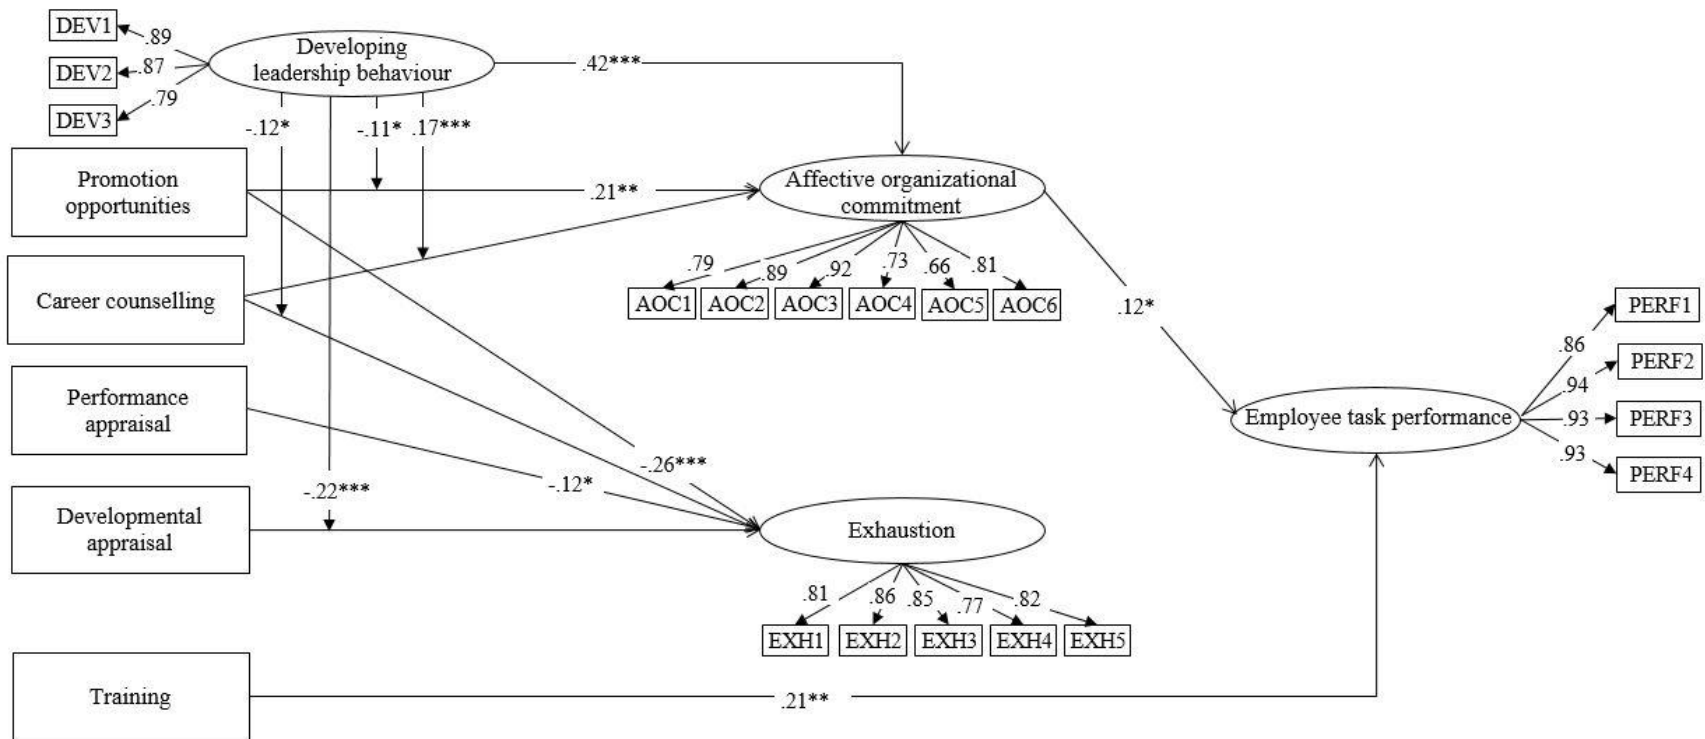 DEV1
.89
DEV2
.87
DEV3
.79
Developing
leadership behaviour
.42***
-.12*
-.11*
.17***
Promotion
opportunities
.21**
Affective organizational
commitment
.79
.89
.92
.73
.66
.81
AOC1
AOC2
AOC3
AOC4
AOC5
AOC6
Career counselling
.12*
Performance
appraisal
-.26***
-.12*
-.22***
Developmental
appraisal
Exhaustion
.81
.86
.85
.77
.82
EXH1
EXH2
EXH3
EXH4
EXH5
Employee task performance
.86
.94
.93
.93
PERF1
PERF2
PERF3
PERF4
Training
.21**